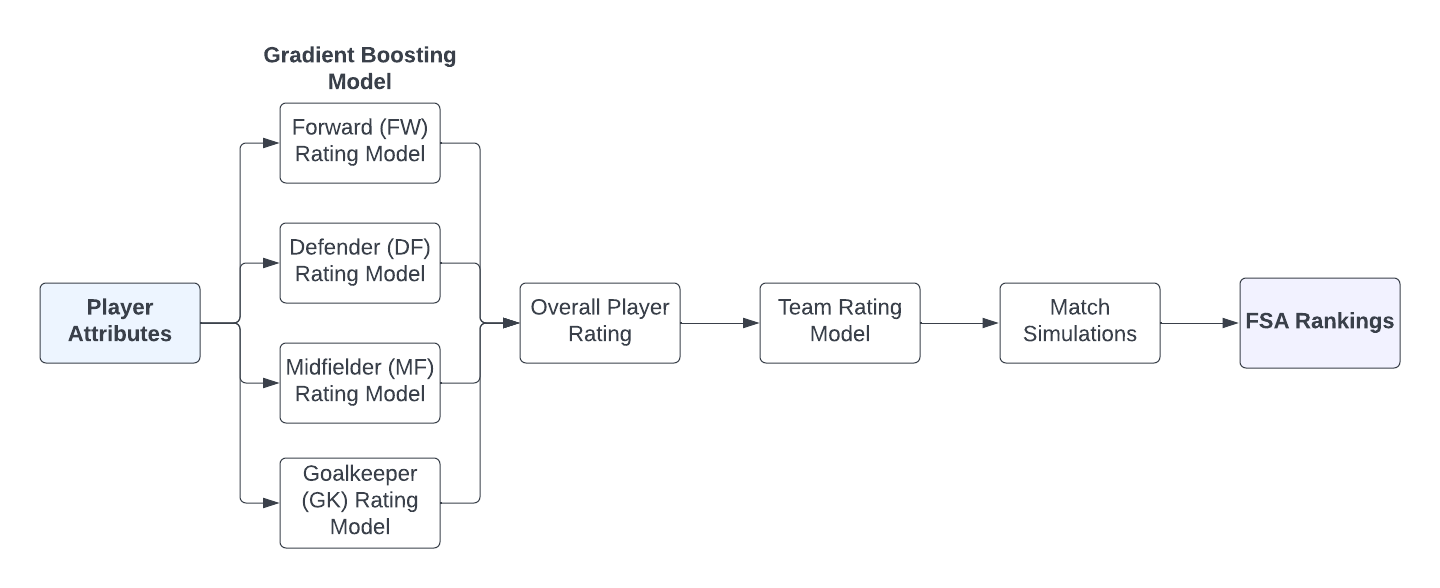 Gradient Boosting
Model
Forward (FW)
Rating Model
Defender (DF)
Rating Model
Player
Attributes
Midfielder (MF)
Rating Model
Goalkeeper
(GK) Rating
Model
Overall Player
Rating
Team Rating
Model
Match
Simulations
FSA Rankings